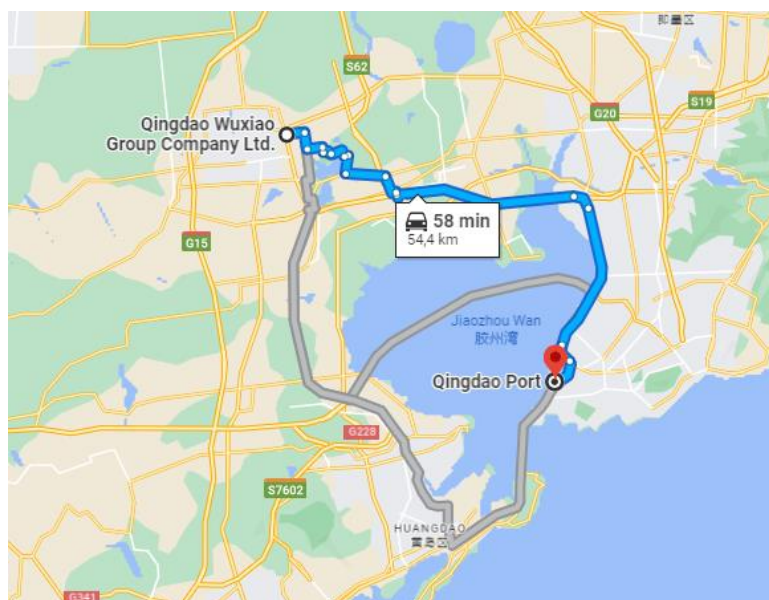 即墨区
S62
S19
G20
Qingdao Wuxiao
Group Company Ltd.
G15
58 min
54,4 km
Jiaozhou Wan
胶州湾
Qingdao Port
G228
S7602
HUANGDAO
黄岛区
G341